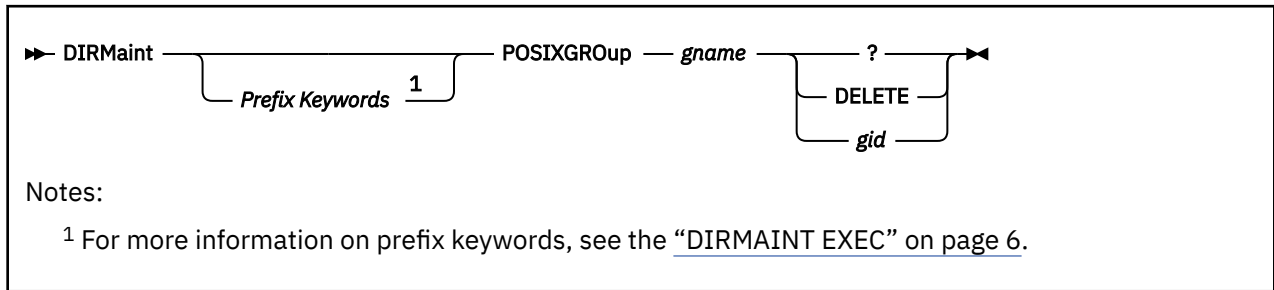 DIRMaint Prefix Keywords 1 POSIXGROup gname ?
DELETE
gid
Notes:
1 For more information on prefix keywords, see the “DIRMAINT EXEC” on page 6.